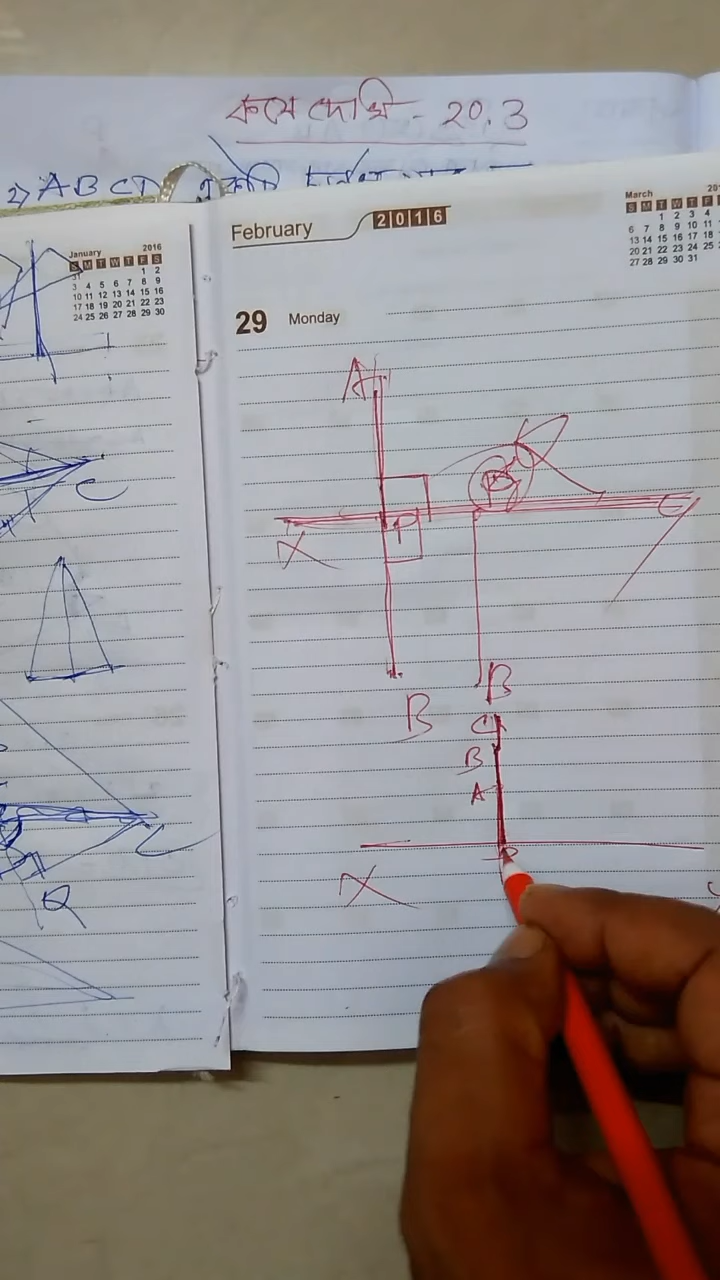 কষে দেখি - 20.3
2) ABCD একটি
February 2016
January 2016
S M T W T F S
31 1 2
3 4 5 6 7 8 9
10 11 12 13 14 15 16
17 18 19 20 21 22 23
24 25 26 27 28 29 30
March 201
S M T W T F
1 2 3 4
6 7 8 9 10 11
13 14 15 16 17 18
20 21 22 23 24 25
27 28 29 30 31
29 Monday
A
P
X
B
B
C
B
A
P
X
C
Q